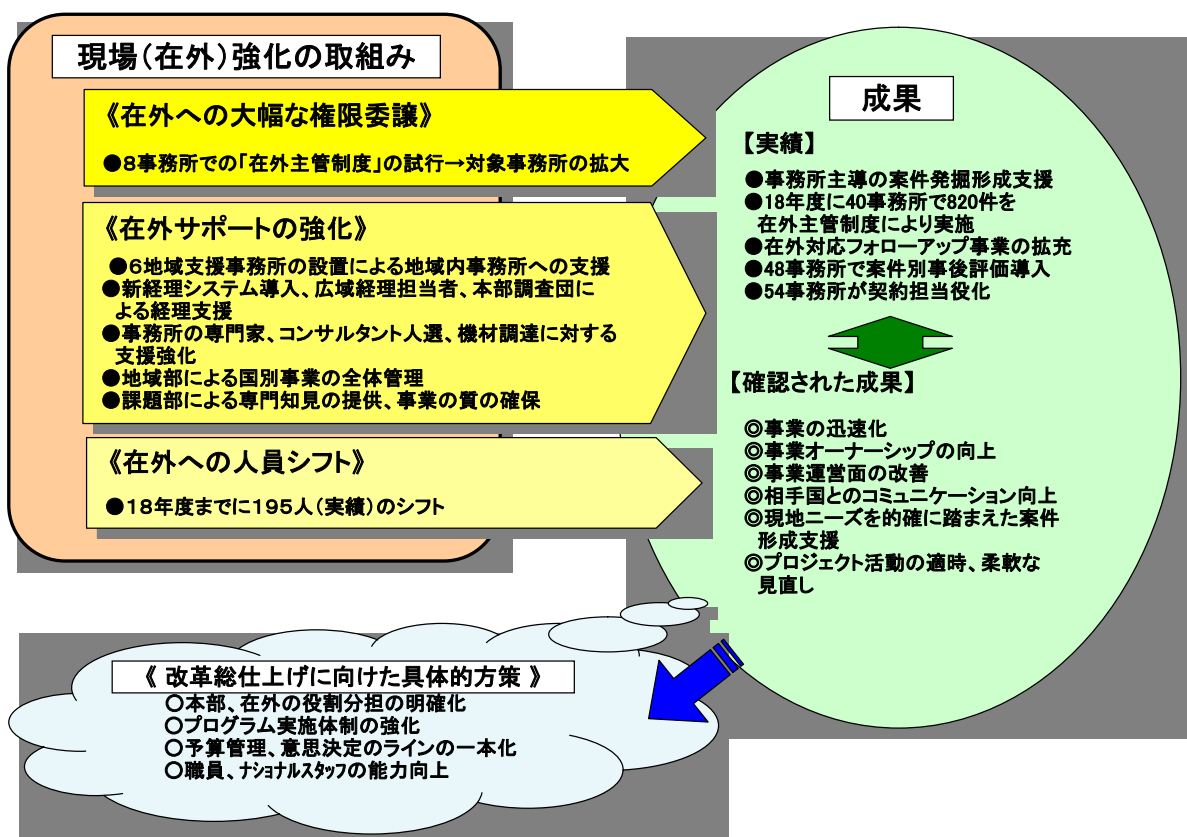 現場(在外)強化の取組み
《在外への大幅な権限委譲》
●8事務所での「在外主管制度」の試行→対象事務所の拡大
《在外サポートの強化》
●6地域支援事務所の設置による地域内事務所への支援
●新経理システム導入、広域経理担当者、本部調査団に
よる経理支援
●事務所の専門家、コンサルタント人選、機材調達に対する
支援強化
●地域部による国別事業の全体管理
●課題部による専門知見の提供、事業の質の確保
《在外への人員シフト》
●18年度までに195人(実績)のシフト
成果
【実績】
●事務所主導の案件発掘形成支援
●18年度に40事務所で820件を
在外主管制度により実施
●在外対応フォローアップ事業の拡充
●48事務所で案件別事後評価導入
●54事務所が契約担当役化
【確認された成果】
◎事業の迅速化
◎事業オーナーシップの向上
◎事業運営面の改善
◎相手国とのコミュニケーション向上
◎現地ニーズを的確に踏まえた案件
形成支援
◎プロジェクト活動の適時、柔軟な
見直し
《 改革総仕上げに向けた具体的方策 》
○本部、在外の役割分担の明確化
○プログラム実施体制の強化
○予算管理、意思決定のラインの一本化
○職員、ナショナルスタッフの能力向上